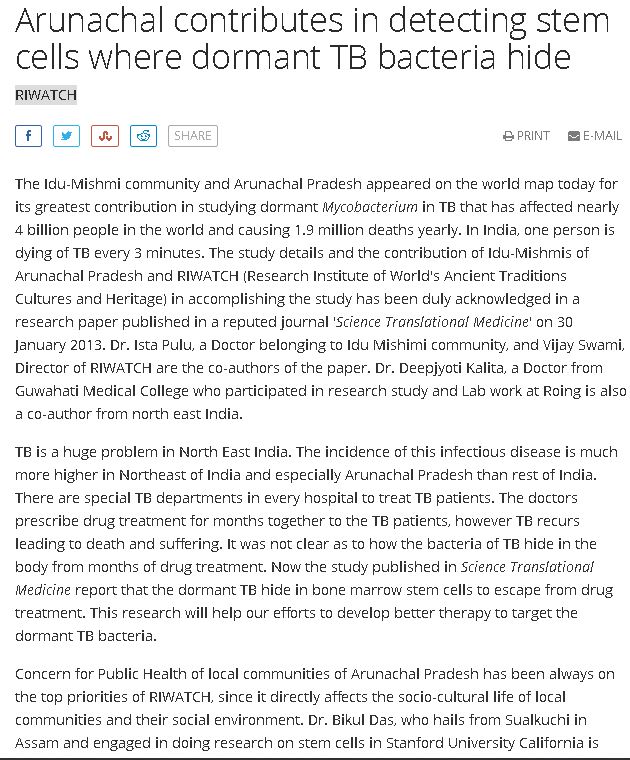 Arunachal contributes in detecting stem
cells where dormant TB bacteria hide
RIWATCH
SHARE
PRINT E-MAIL
The Idu-Mishmi community and Arunachal Pradesh appeared on the world map today for
its greatest contribution in studying dormant Mycobacterium in TB that has affected nearly
4 billion people in the world and causing 1.9 million deaths yearly. In India, one person is
dying of TB every 3 minutes. The study details and the contribution of Idu-Mishmis of
Arunachal Pradesh and RIWATCH (Research Institute of World's Ancient Traditions
Cultures and Heritage) in accomplishing the study has been duly acknowledged in a
research paper published in a reputed journal 'Science Translational Medicine' on 30
January 2013. Dr. Ista Pulu, a Doctor belonging to Idu Mishimi community, and Vijay Swami,
Director of RIWATCH are the co-authors of the paper. Dr. Deepjyoti Kalita, a Doctor from
Guwahati Medical College who participated in research study and Lab work at Roing is also
a co-author from north east India.
TB is a huge problem in North East India. The incidence of this infectious disease is much
more higher in Northeast of India and especially Arunachal Pradesh than rest of India.
There are special TB departments in every hospital to treat TB patients. The doctors
prescribe drug treatment for months together to the TB patients, however TB recurs
leading to death and suffering. It was not clear as to how the bacteria of TB hide in the
body from months of drug treatment. Now the study published in Science Translational
Medicine report that the dormant TB hide in bone marrow stem cells to escape from drug
treatment. This research will help our efforts to develop better therapy to target the
dormant TB bacteria.
Concern for Public Health of local communities of Arunachal Pradesh has been always on
the top priorities of RIWATCH, since it directly affects the socio-cultural life of local
communities and their social environment. Dr. Bikul Das, who hails from Sualkuchi in
Assam and engaged in doing research on stem cells in Stanford University California is